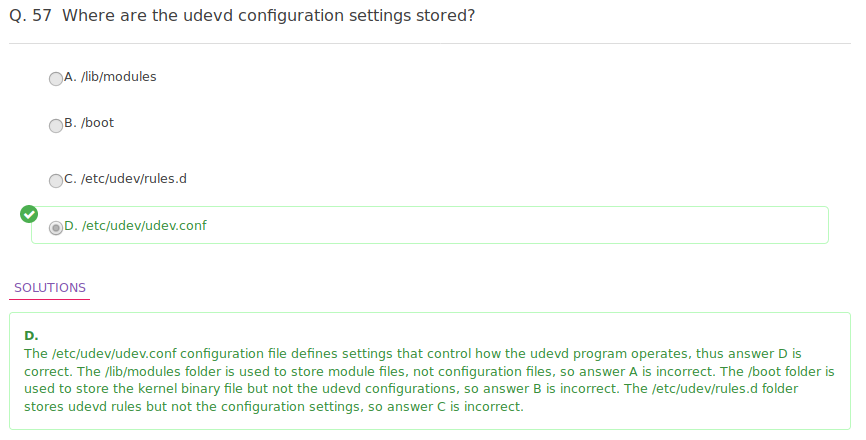 Q. 57  Where are the udevd configuration settings stored?
A. /lib/modules
B. /boot
C. /etc/udev/rules.d
D. /etc/udev/udev.conf
SOLUTIONS
D.
The /etc/udev/udev.conf configuration file defines settings that control how the udevd program operates, thus answer D is
correct. The /lib/modules folder is used to store module files, not configuration files, so answer A is incorrect. The /boot folder is
used to store the kernel binary file but not the udevd configurations, so answer B is incorrect. The /etc/udev/rules.d folder
stores udevd rules but not the configuration settings, so answer C is incorrect.